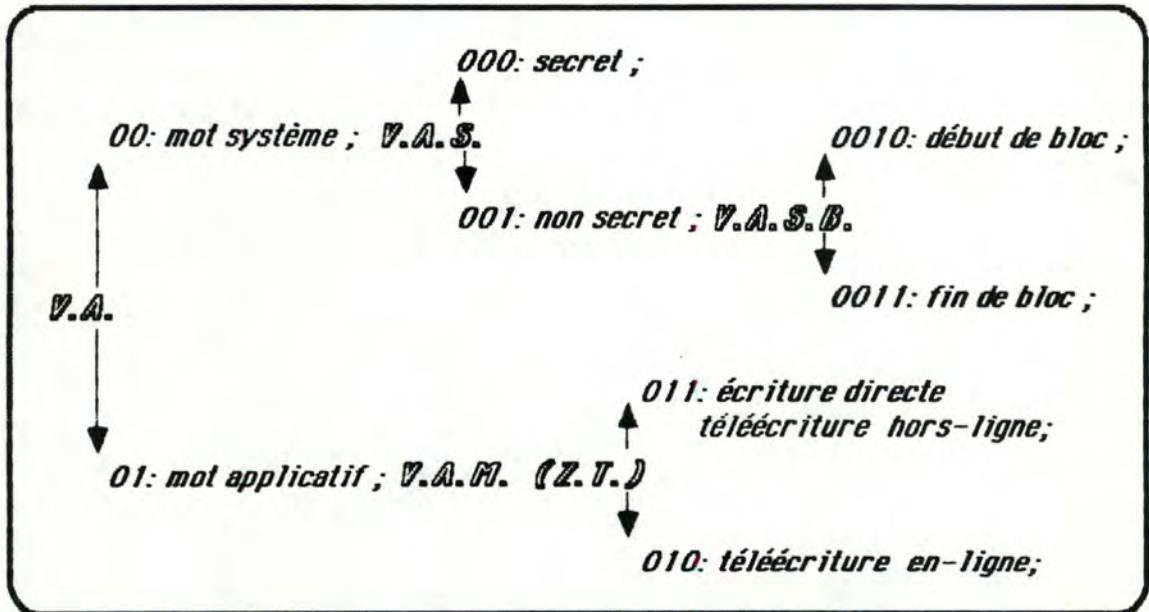 000: secret ;
00: mot système ; V.A.S.
0010: début de bloc ;
001: non secret ; V.A.S.B.
0011: fin de bloc ;
V.A.
011: écriture directe
téléécriture hors-ligne;
01: mot applicatif ; V.A.M. (Z.T.)
010: téléécriture en-ligne;